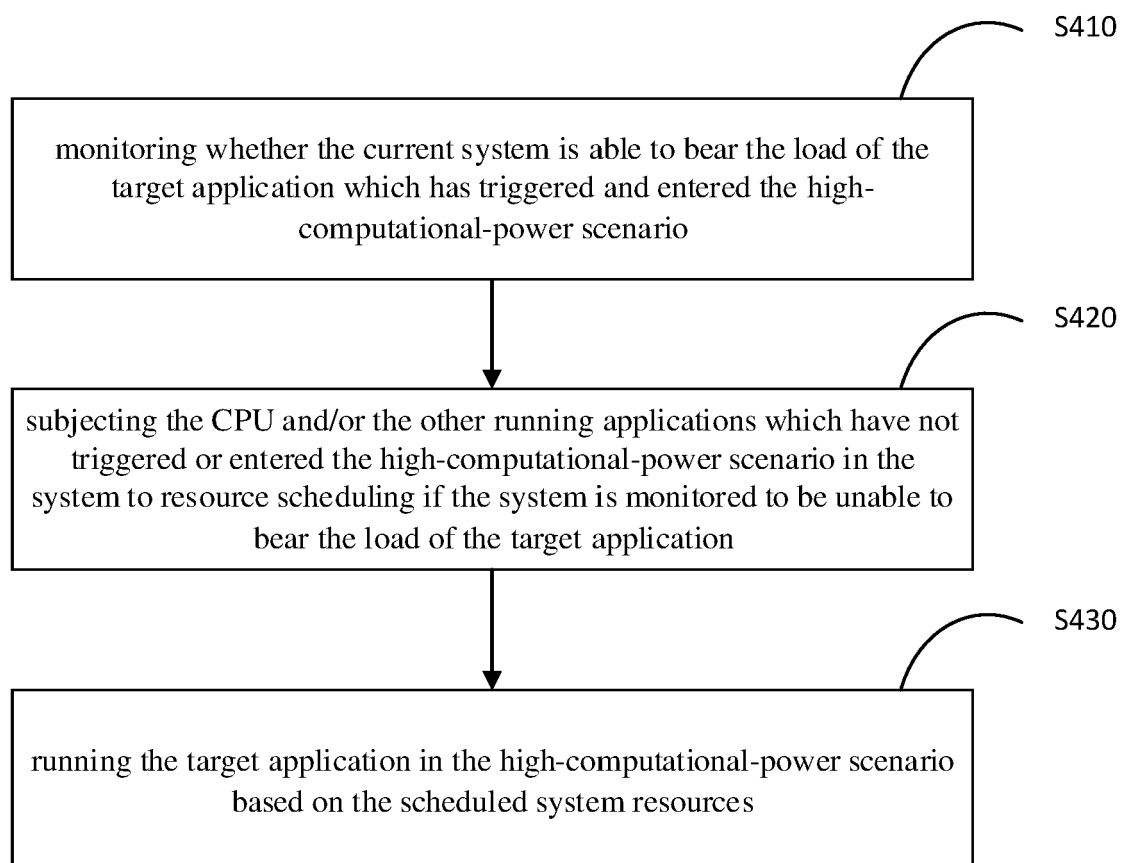 S410
monitoring whether the current system is able to bear the load of the
target application which has triggered and entered the high-
computational-power scenario
S420
subjecting the CPU and/or the other running applications which have not
triggered or entered the high-computational-power scenario in the
system to resource scheduling if the system is monitored to be unable to
bear the load of the target application
S430
running the target application in the high-computational-power scenario
based on the scheduled system resources